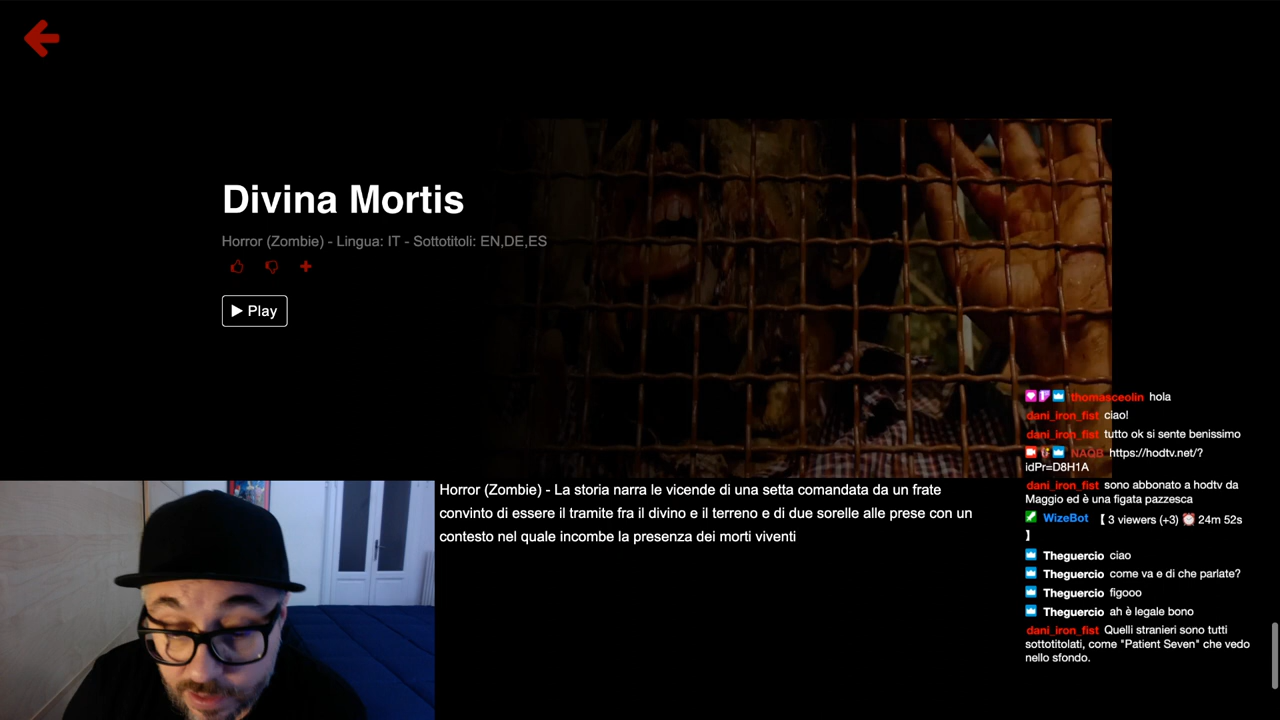 Divina Mortis
Horror (Zombie) - Lingua: IT - Sottotitoli: EN,DE,ES
Play
Horror (Zombie) - La storia narra le vicende di una setta comandata da un frate
convinto di essere il tramite fra il divino e il terreno e di due sorelle alle prese con un
contesto nel quale incombe la presenza dei morti viventi
thomasceolin hola
dani_iron_fist ciao!
dani_iron_fist tutto ok si sente benissimo
NAQB https://hodtv.net/?
idPr=D8H1A
dani_iron_fist sono abbonato a hodtv da
Maggio ed è una figata pazzesca
WizeBot 【 3 viewers (+3) ⏰ 24m 52s
】
Theguercio ciao
Theguercio come va e di che parlate?
Theguercio figooo
Theguercio ah è legale bono
dani_iron_fist Quelli stranieri sono tutti
sottotitolati, come "Patient Seven" che vedo
nello sfondo.